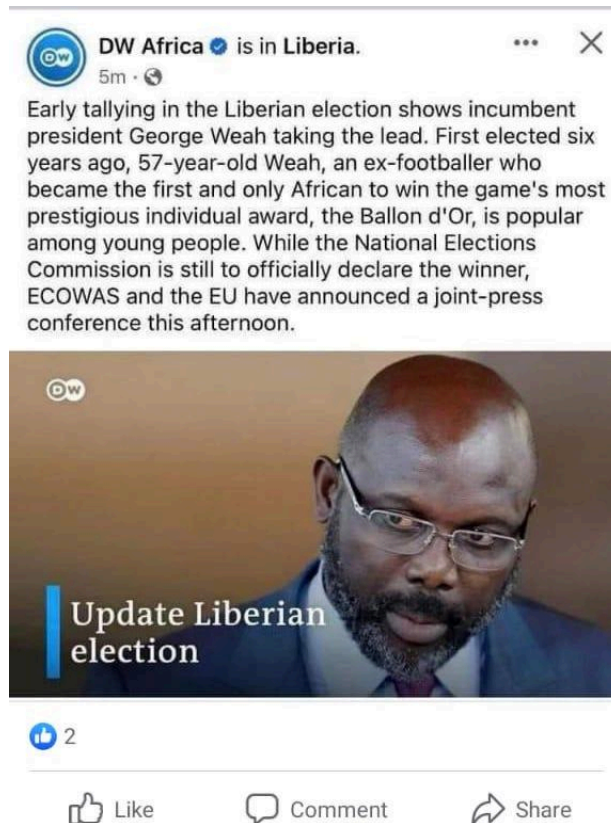 DW
DW Africa is in Liberia.
5m ·
Early tallying in the Liberian election shows incumbent
president George Weah taking the lead. First elected six
years ago, 57-year-old Weah, an ex-footballer who
became the first and only African to win the game's most
prestigious individual award, the Ballon d'Or, is popular
among young people. While the National Elections
Commission is still to officially declare the winner,
ECOWAS and the EU have announced a joint-press
conference this afternoon.
DW
Update Liberian
election
2
Like Comment Share